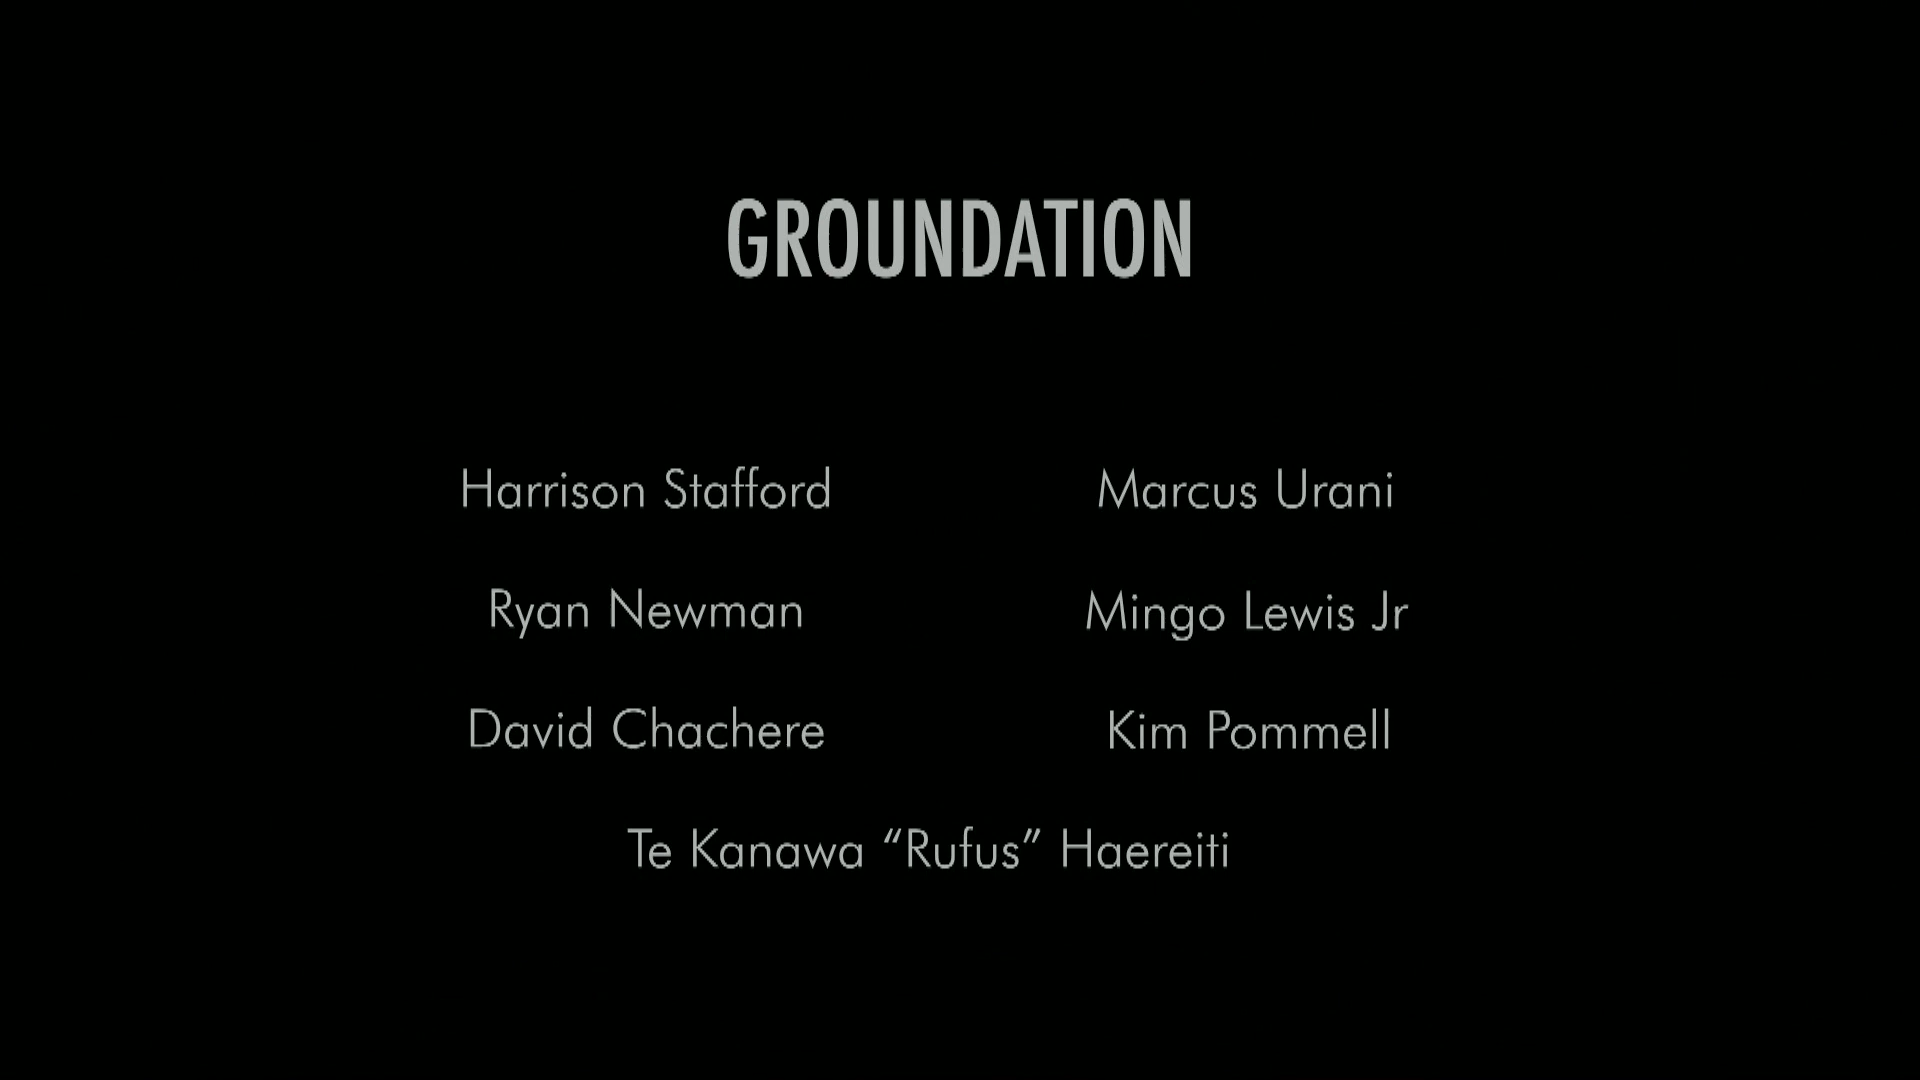 GROUNDATION
Harrison Stafford
Marcus Urani
Ryan Newman
Mingo Lewis Jr
David Chachere
Kim Pommell
Te Kanawa “Rufus” Haereiti